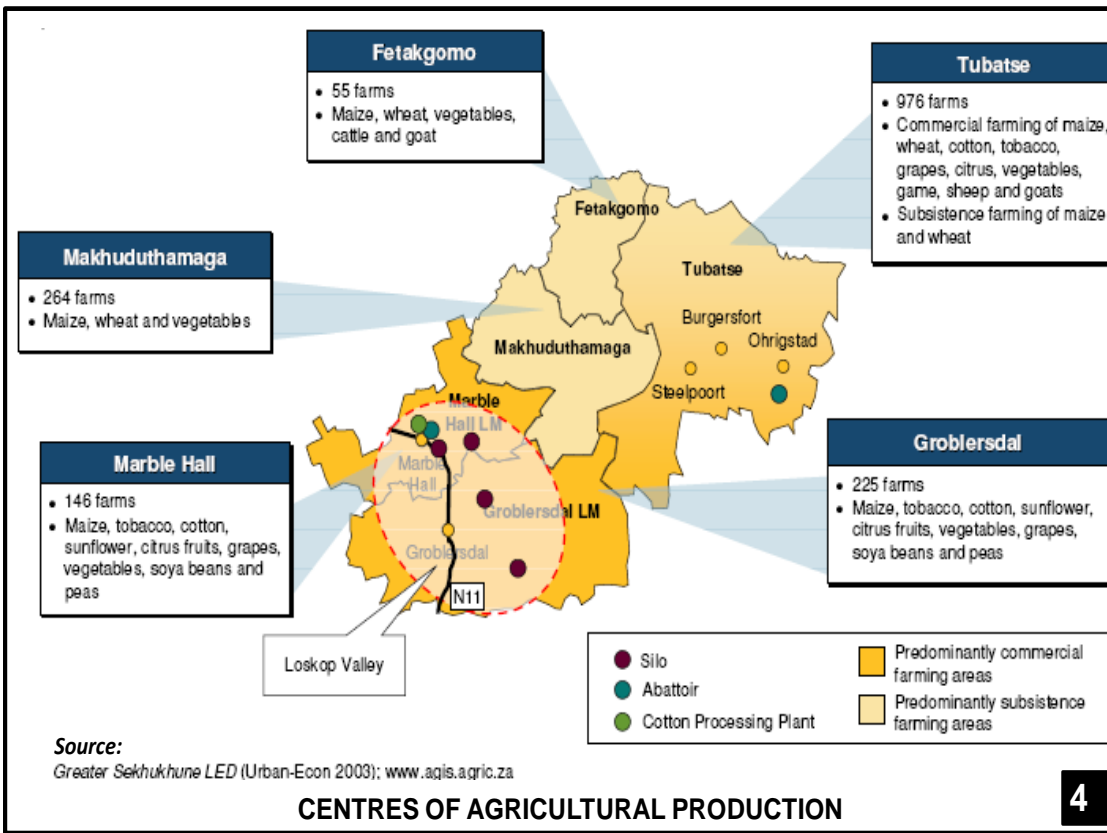 Fetakgomo
• 55 farms
• Maize, wheat, vegetables,
cattle and goat
Tubatse
• 976 farms
• Commercial farming of maize,
wheat, cotton, tobacco,
grapes, citrus, vegetables,
game, sheep and goats
• Subsistence farming of maize
and wheat
Makhuduthamaga
• 264 farms
• Maize, wheat and vegetables
Fetakgomo
Tubatse
Burgersfort
Ohrigstad
Makhuduthamaga
Steelpoort
Marble
Hall LM
Marble
Hall
Groblersdal LM
Groblersdal
N11
Marble Hall
• 146 farms
• Maize, tobacco, cotton,
sunflower, citrus fruits, grapes,
vegetables, soya beans and
peas
Groblersdal
• 225 farms
• Maize, tobacco, cotton, sunflower,
citrus fruits, vegetables, grapes,
soya beans and peas
Loskop Valley
Silo
Abattoir
Cotton Processing Plant
Predominantly commercial
farming areas
Predominantly subsistence
farming areas
Source:
Greater Sekhukhune LED (Urban-Econ 2003); www.agis.agric.za
CENTRES OF AGRICULTURAL PRODUCTION
4